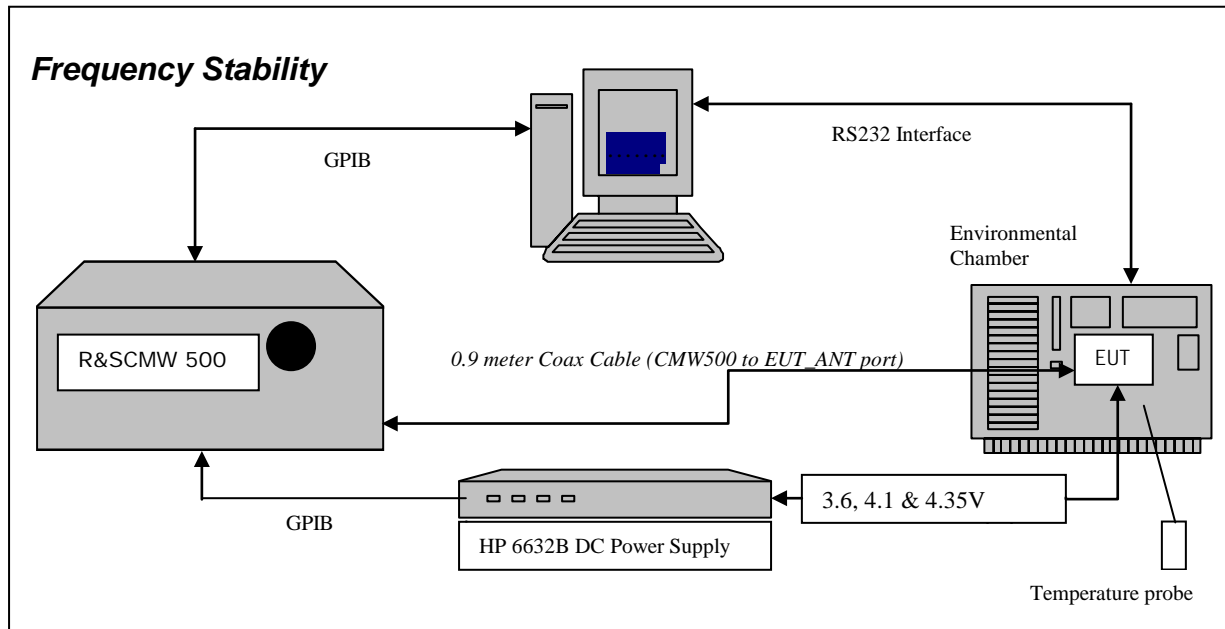 Frequency Stability
GPIB
RS232 Interface
Environmental
Chamber
R&SCMW 500
0.9 meter Coax Cable (CMW500 to EUT_ANT port)
EUT
3.6, 4.1 & 4.35V
GPIB
HP 6632B DC Power Supply
Temperature probe